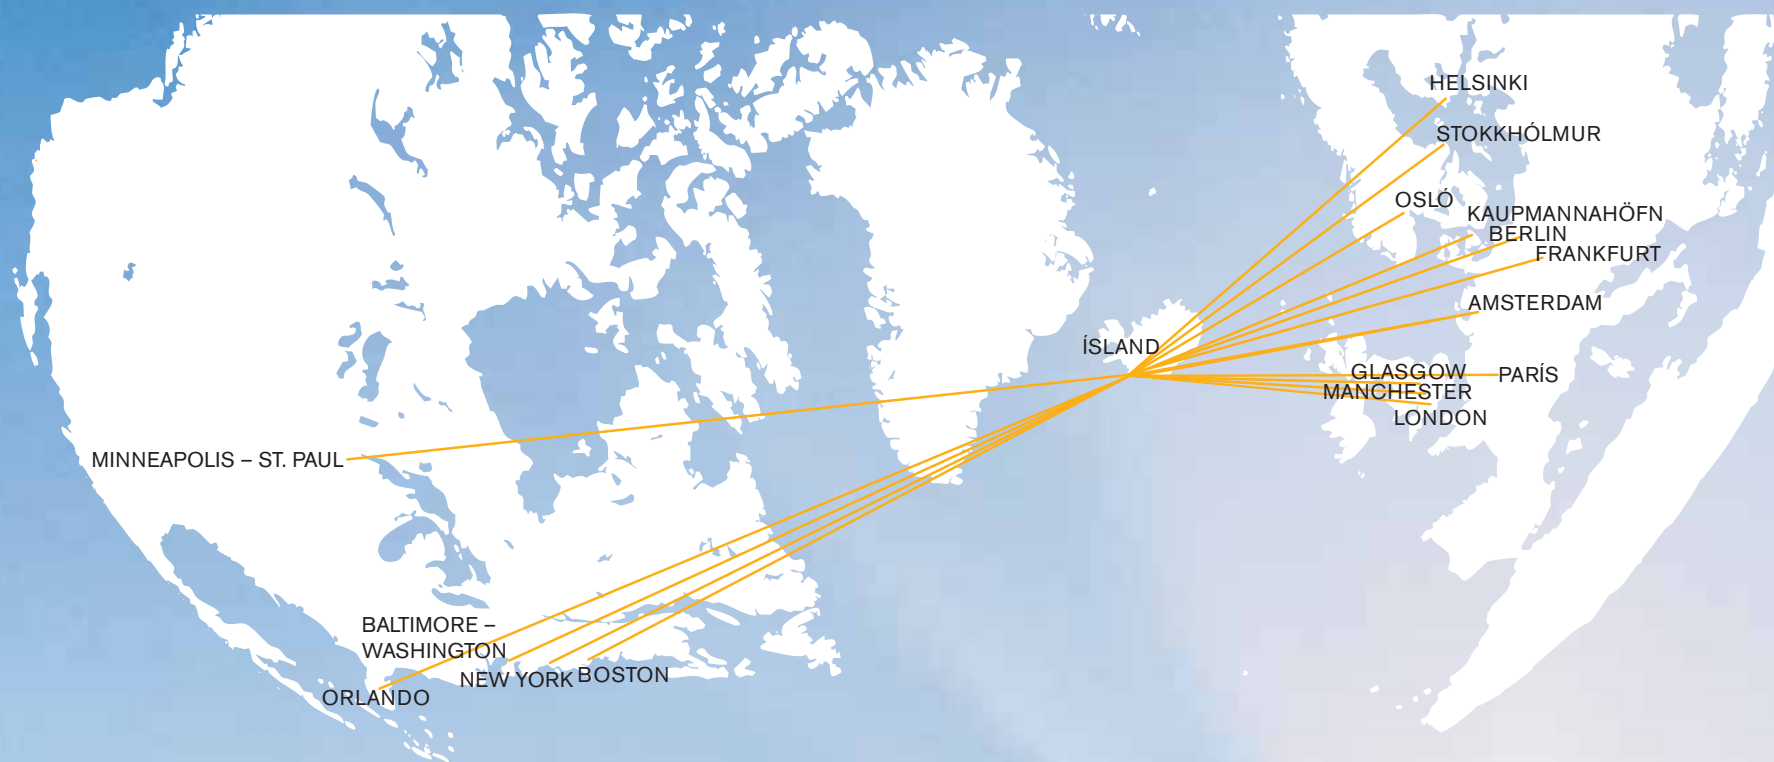 HELSINKI
STOKKHÓLMUR
OSLÓ
KAUPMANNAHÖFN
BERLIN
FRANKFURT
AMSTERDAM
ÍSLAND
GLASGOW
PARÍS
MANCHESTER
LONDON
MINNEAPOLIS – ST. PAUL
BALTIMORE –
WASHINGTON
NEW YORK
BOSTON
ORLANDO